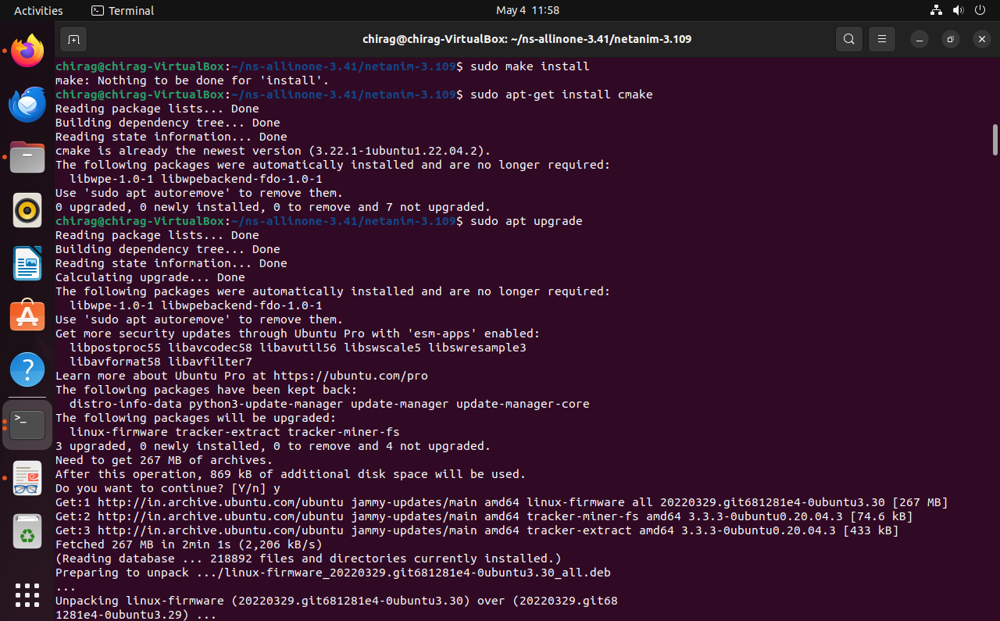 Activities
Terminal
May 4 11:58
chirag@chirag-VirtualBox: ~/ns-allinone-3.41/netanim-3.109
chirag@chirag-VirtualBox:~/ns-allinone-3.41/netanim-3.109$ sudo make install
make: Nothing to be done for 'install'.
chirag@chirag-VirtualBox:~/ns-allinone-3.41/netanim-3.109$ sudo apt-get install cmake
Reading package lists... Done
Building dependency tree... Done
Reading state information... Done
cmake is already the newest version (3.22.1-1ubuntu1.22.04.2).
The following packages were automatically installed and are no longer required:
  libwpe-1.0-1 libwpebackend-fdo-1.0-1
Use 'sudo apt autoremove' to remove them.
0 upgraded, 0 newly installed, 0 to remove and 7 not upgraded.
chirag@chirag-VirtualBox:~/ns-allinone-3.41/netanim-3.109$ sudo apt upgrade
Reading package lists... Done
Building dependency tree... Done
Reading state information... Done
Calculating upgrade... Done
The following packages were automatically installed and are no longer required:
  libwpe-1.0-1 libwpebackend-fdo-1.0-1
Use 'sudo apt autoremove' to remove them.
Get more security updates through Ubuntu Pro with 'esm-apps' enabled:
  libpostproc55 libavcodec58 libavutil56 libswscale5 libswresample3
  libavformat58 libavfilter7
Learn more about Ubuntu Pro at https://ubuntu.com/pro
The following packages have been kept back:
  distro-info-data python3-update-manager update-manager update-manager-core
The following packages will be upgraded:
  linux-firmware tracker-extract tracker-miner-fs
3 upgraded, 0 newly installed, 0 to remove and 4 not upgraded.
Need to get 267 MB of archives.
After this operation, 869 kB of additional disk space will be used.
Do you want to continue? [Y/n] y
Get:1 http://in.archive.ubuntu.com/ubuntu jammy-updates/main amd64 linux-firmware all 20220329.git681281e4-0ubuntu3.30 [267 MB]
Get:2 http://in.archive.ubuntu.com/ubuntu jammy-updates/main amd64 tracker-miner-fs amd64 3.3.3-0ubuntu0.20.04.3 [74.6 kB]
Get:3 http://in.archive.ubuntu.com/ubuntu jammy-updates/main amd64 tracker-extract amd64 3.3.3-0ubuntu0.20.04.3 [433 kB]
Fetched 267 MB in 2min 1s (2,206 kB/s)
(Reading database ... 218892 files and directories currently installed.)
Preparing to unpack .../linux-firmware_20220329.git681281e4-0ubuntu3.30_all.deb
...
Unpacking linux-firmware (20220329.git681281e4-0ubuntu3.30) over (20220329.git68
1281e4-0ubuntu3.29) ...